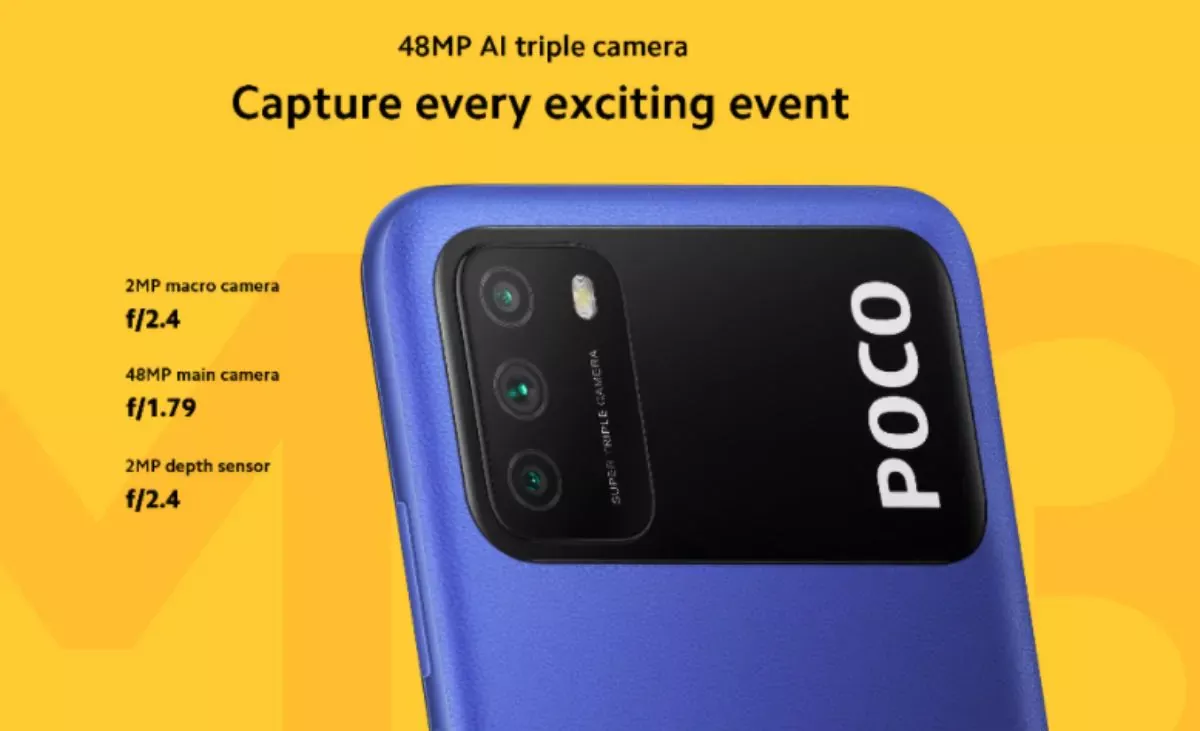 48MP AI triple camera
Capture every exciting event
2MP macro camera
f/2.4
48MP main camera
f/1.79
2MP depth sensor
f/2.4
SUPER TRIPLE CAMERA
POCO
M3